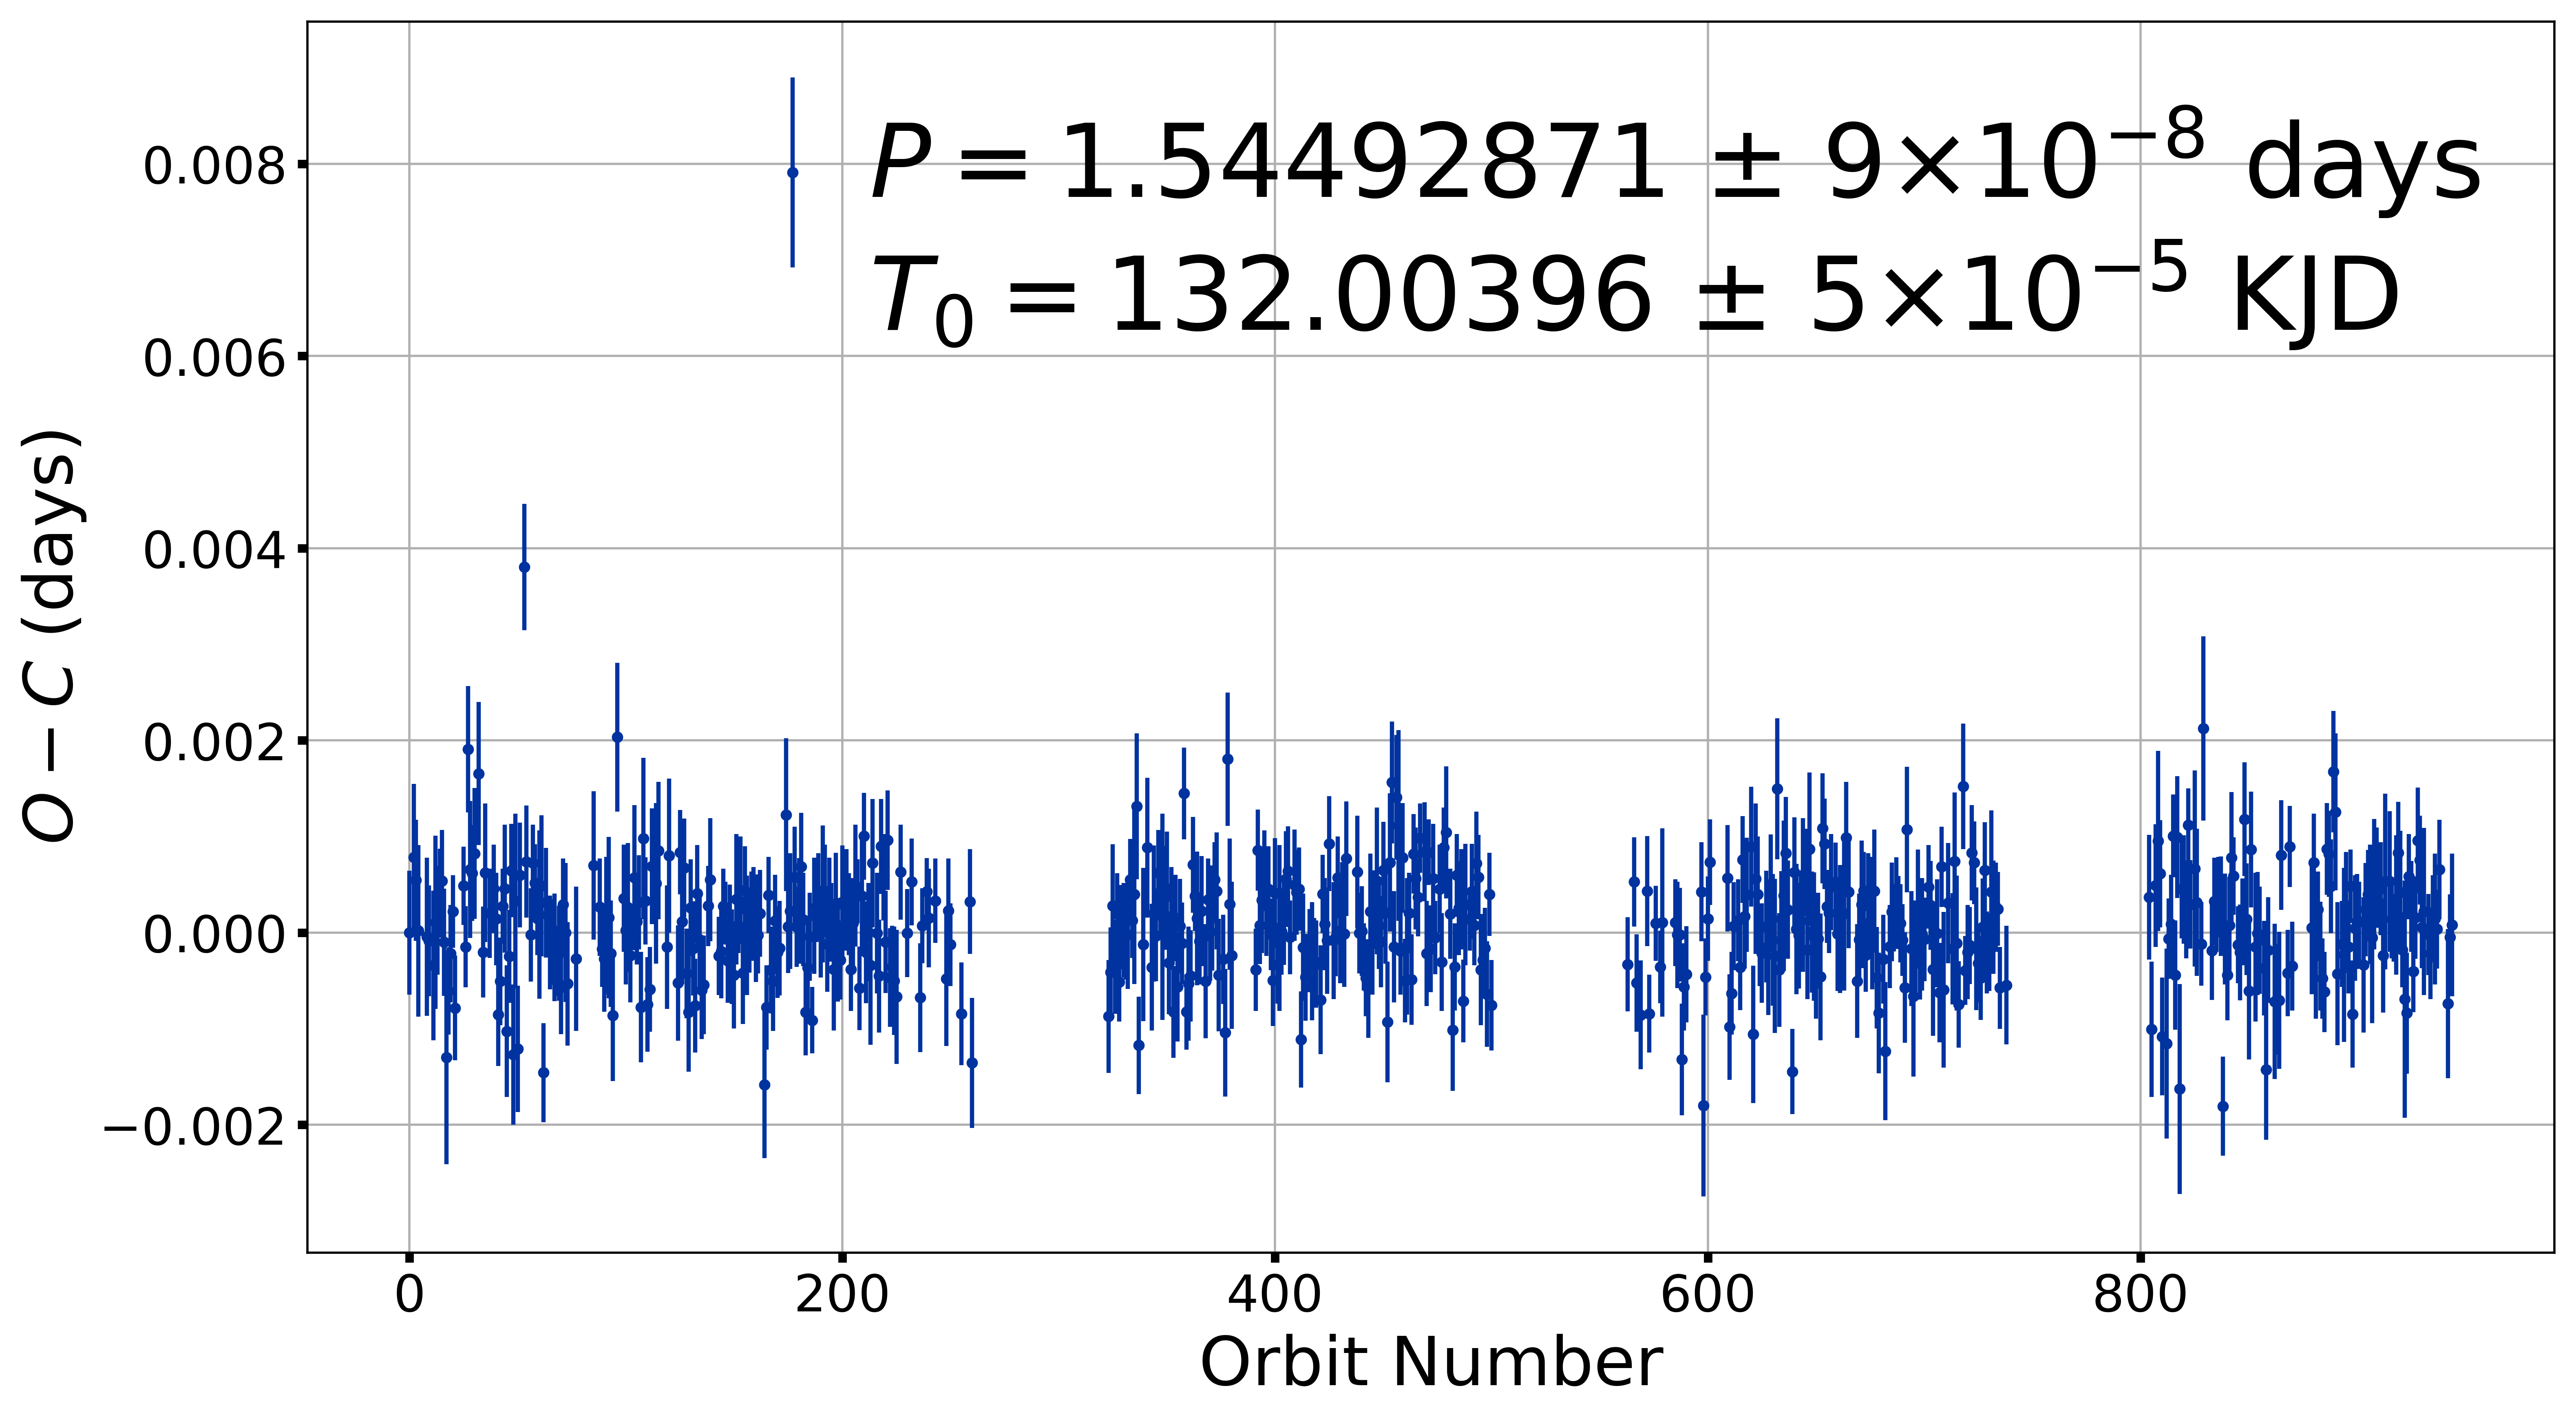 P = 1.54492871 ± 9×10⁻⁸ days
T₀ = 132.00396 ± 5×10⁻⁵ KJD
0.008
0.006
0.004
0.002
0.000
−0.002
O − C (days)
0 200 400 600 800
Orbit Number